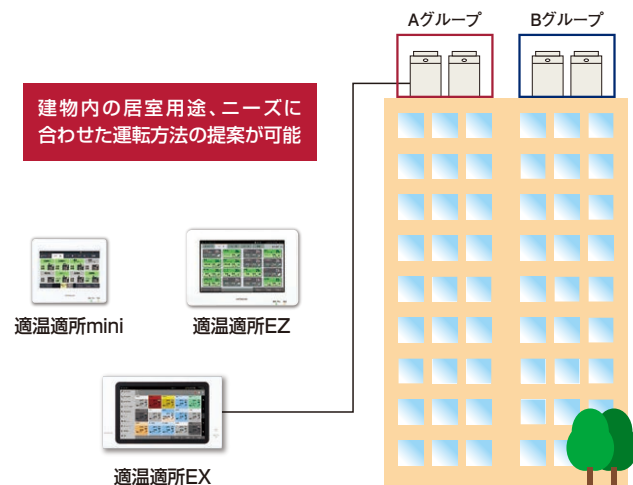 Aグループ
Bグループ
建物内の居室用途、ニーズに
合わせた運転方法の提案が可能
適温適所mini
適温適所EZ
適温適所EX